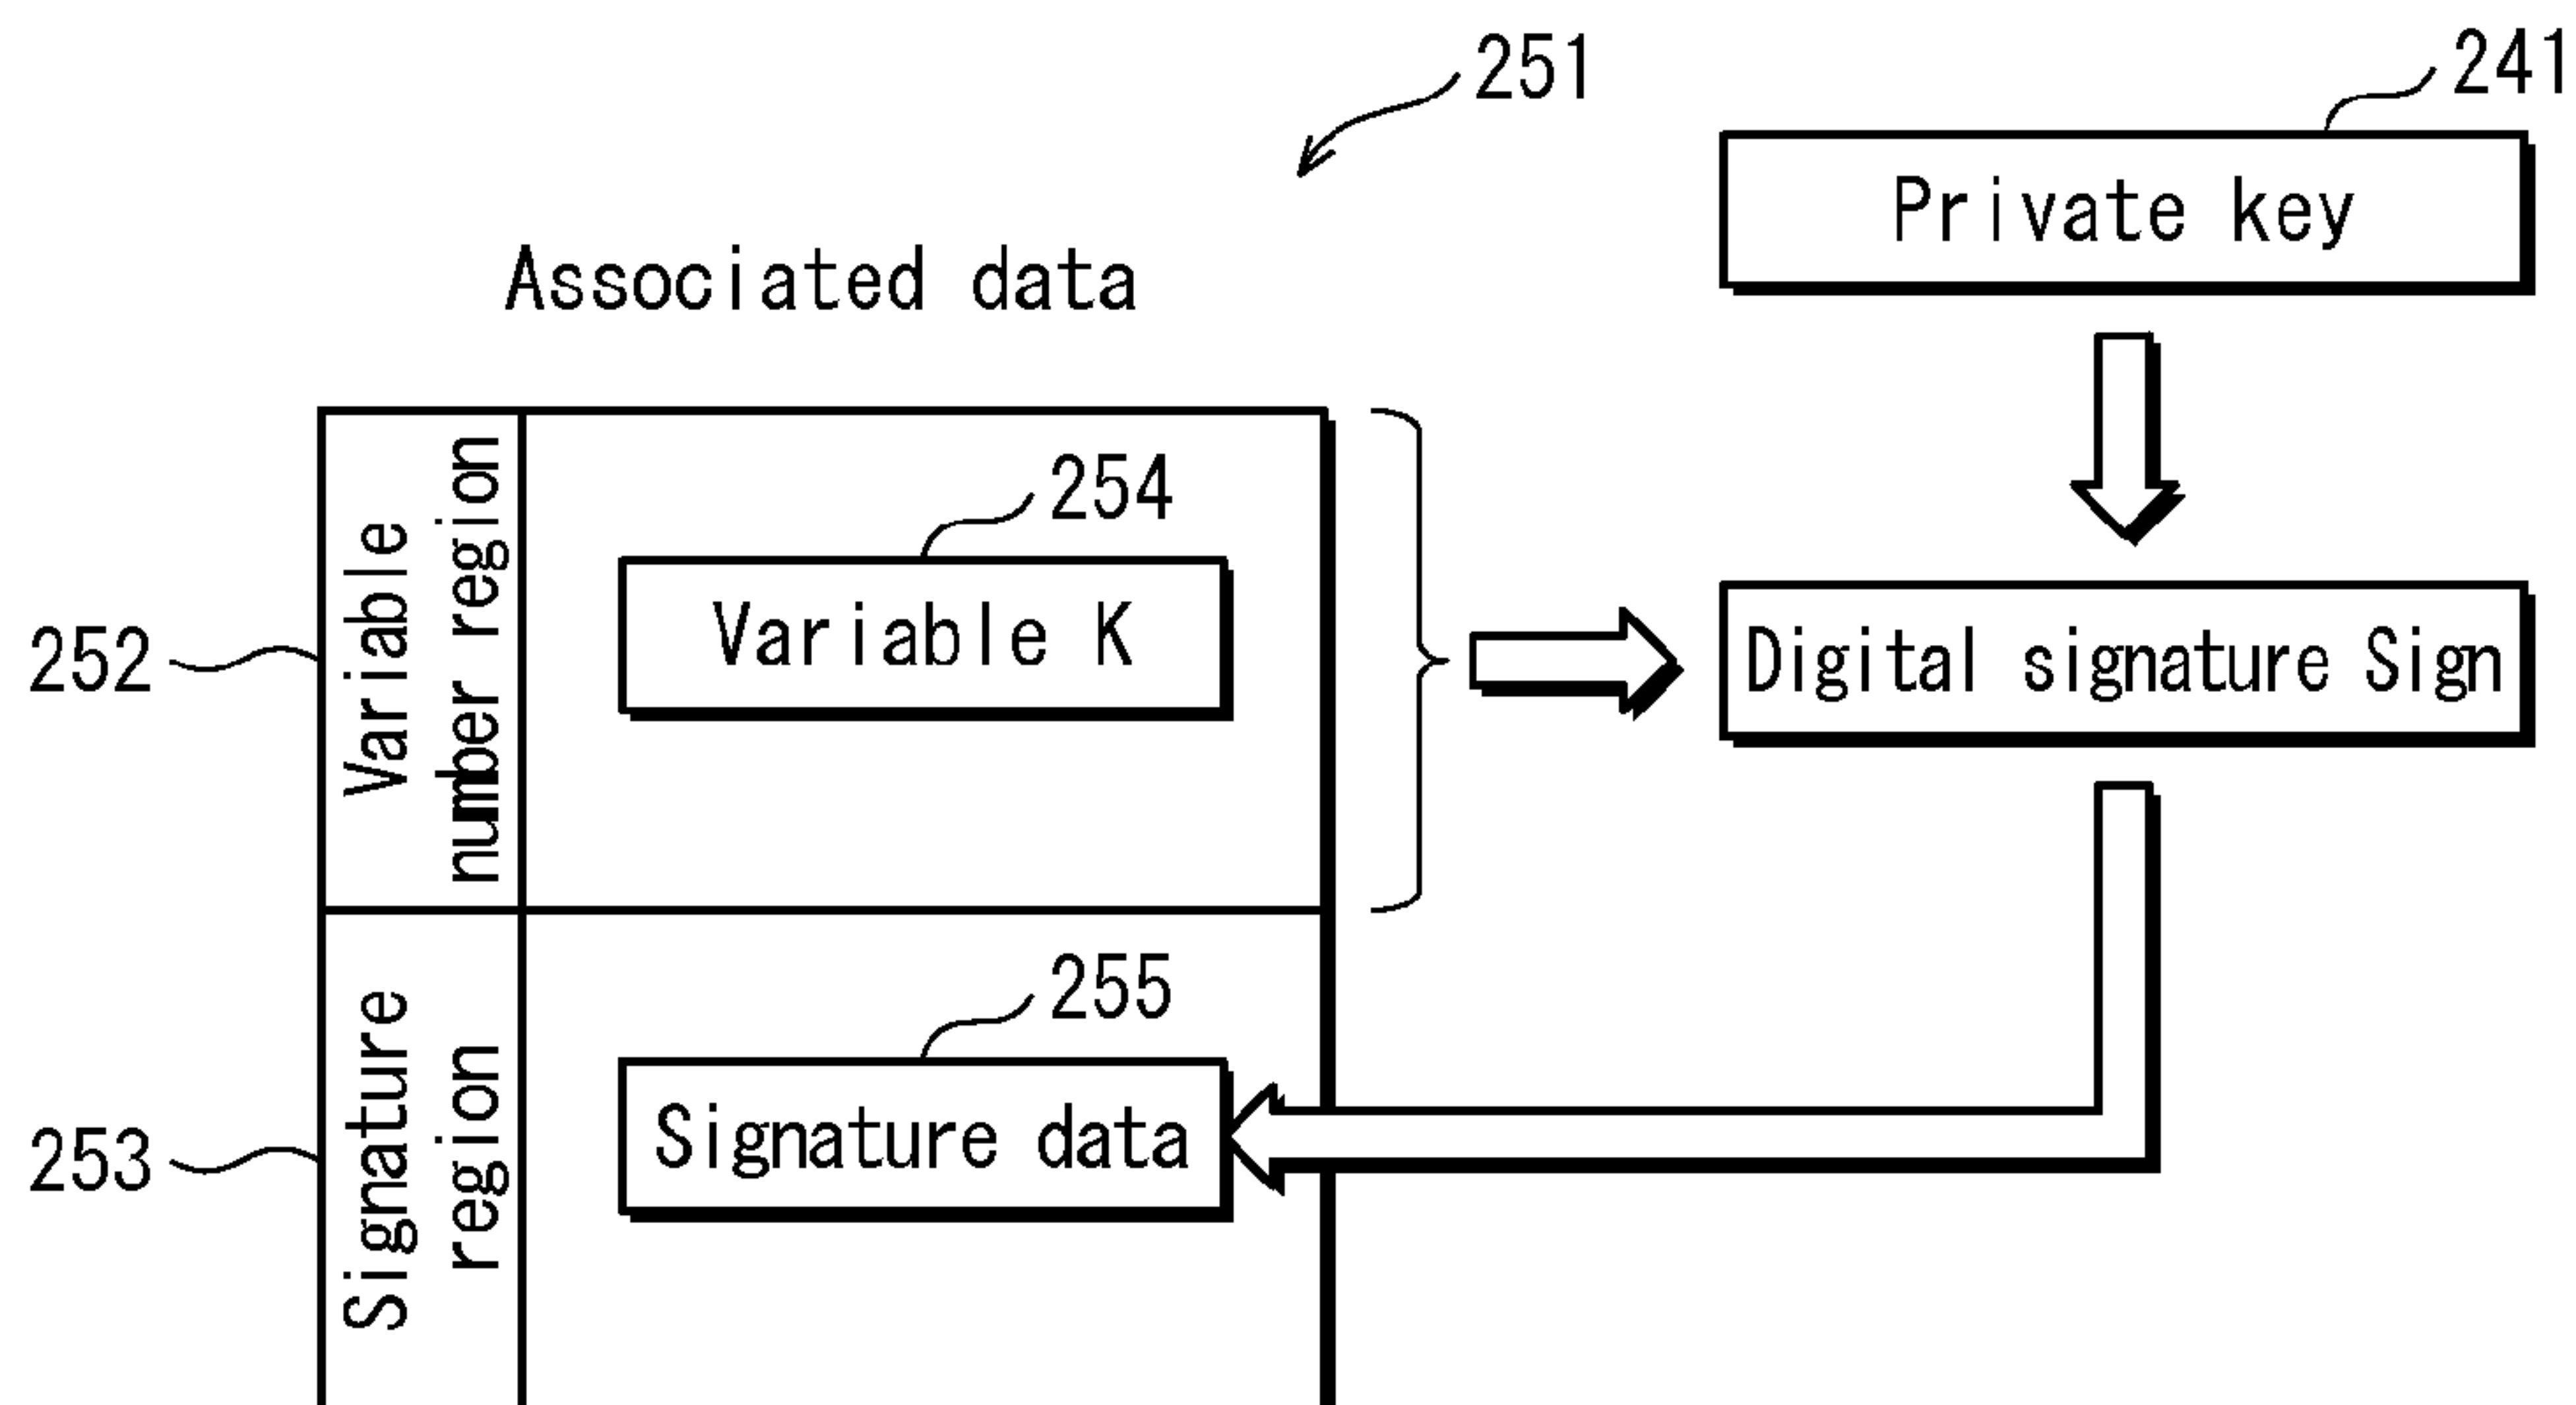 251
241
Private key
Associated data
Variable
number region
254
Variable K
252
Digital signature Sign
Signature
region
255
Signature data
253